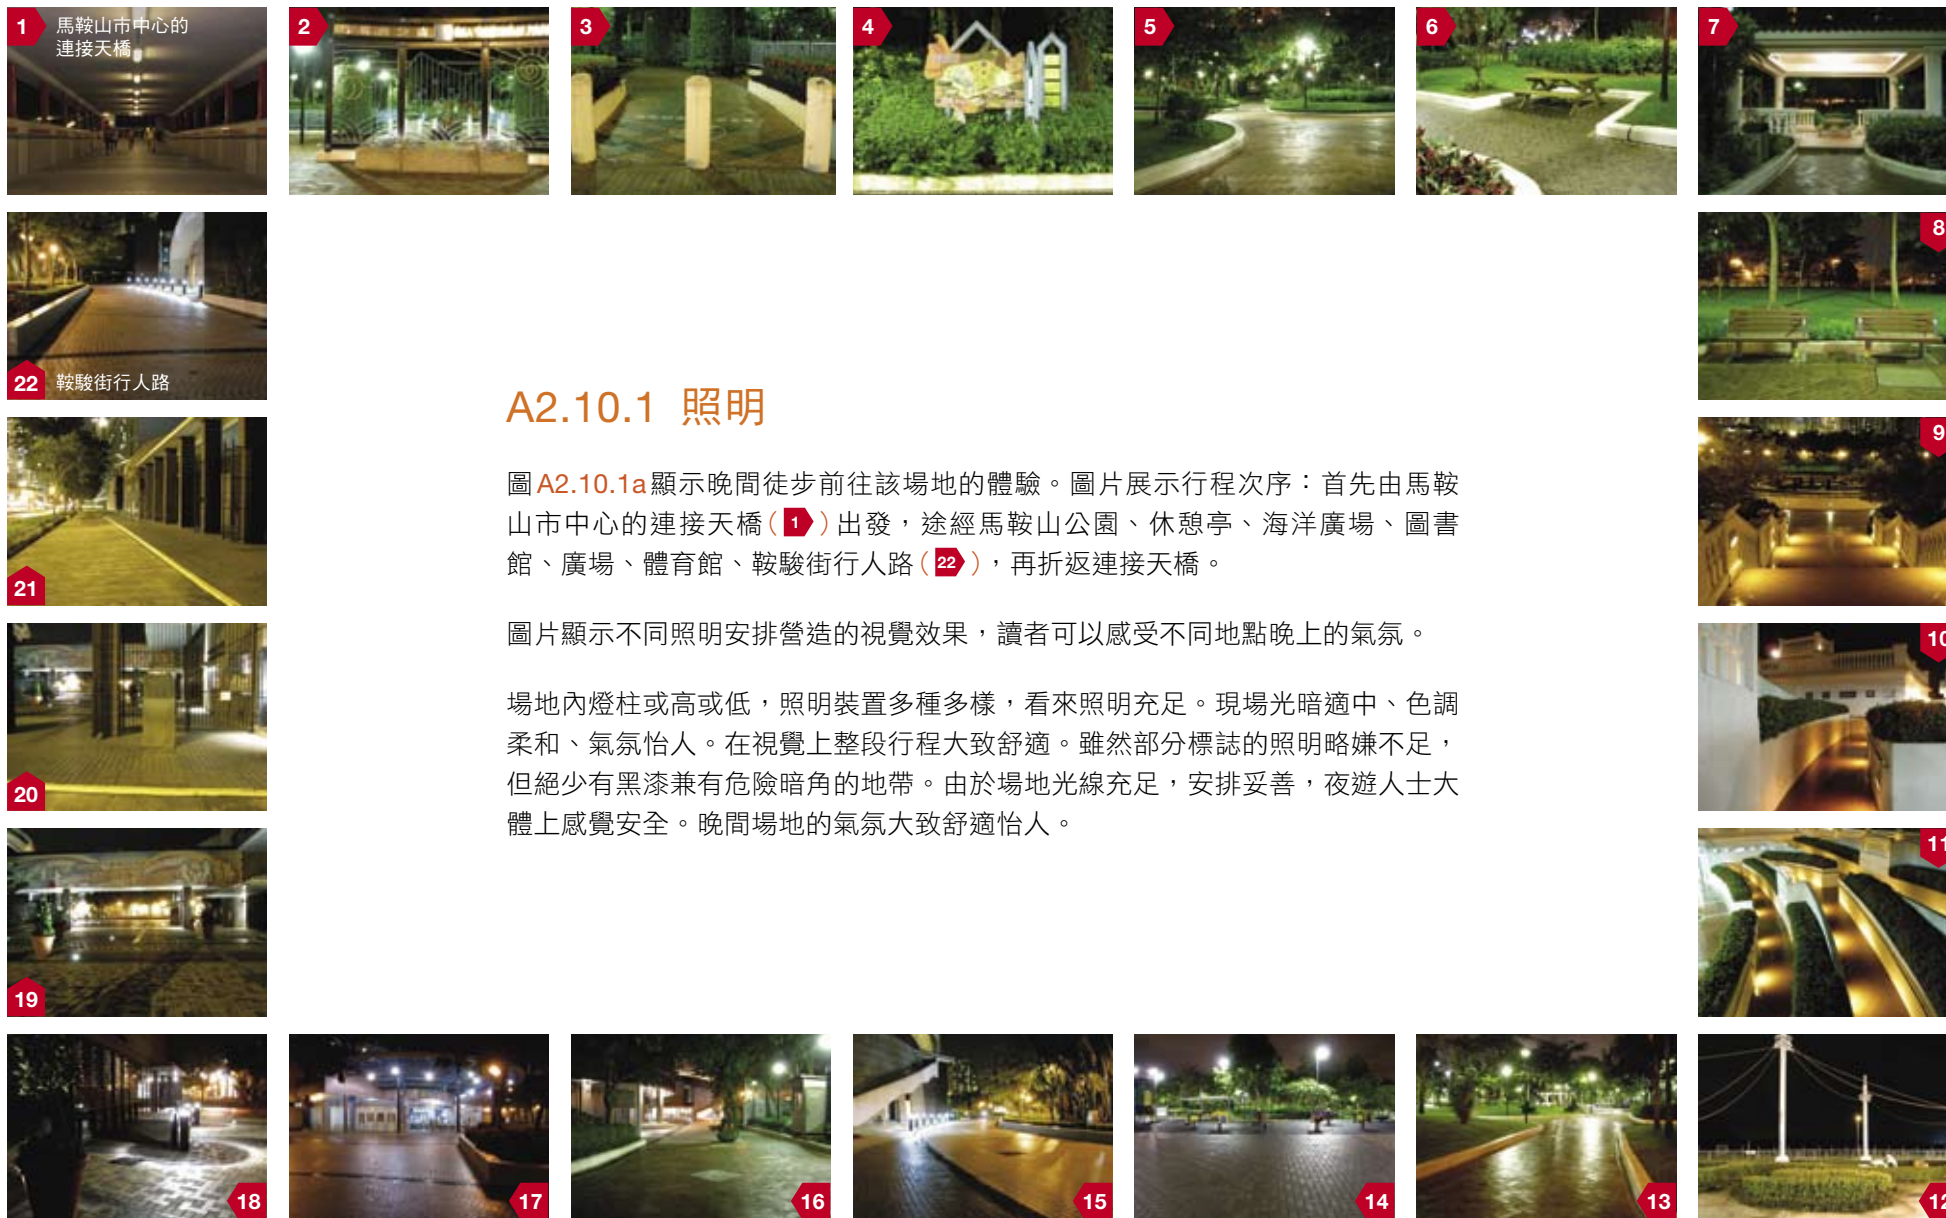 1 馬鞍山市中心的
連接天橋
2
3
4
5
6
7
8
9
10
11
12
13
14
15
16
17
18
19
20
21
22 鞍駿街行人路
A2.10.1 照明
圖A2.10.1a顯示晚間徒步前往該場地的體驗。圖片展示行程次序：首先由馬鞍
山市中心的連接天橋（1）出發，途經馬鞍山公園、休憩亭、海洋廣場、圖書
館、廣場、體育館、鞍駿街行人路（22），再折返連接天橋。
圖片顯示不同照明安排營造的視覺效果，讀者可以感受不同地點晚上的氣氛。
場地內燈柱或高或低，照明裝置多種多樣，看來照明充足。現場光暗適中、色調
柔和、氣氛怡人。在視覺上整段行程大致舒適。雖然部分標誌的照明略嫌不足，
但絕少有黑漆兼有危險暗角的地帶。由於場地光線充足，安排妥善，夜遊人士大
體上感覺安全。晚間場地的氣氛大致舒適怡人。